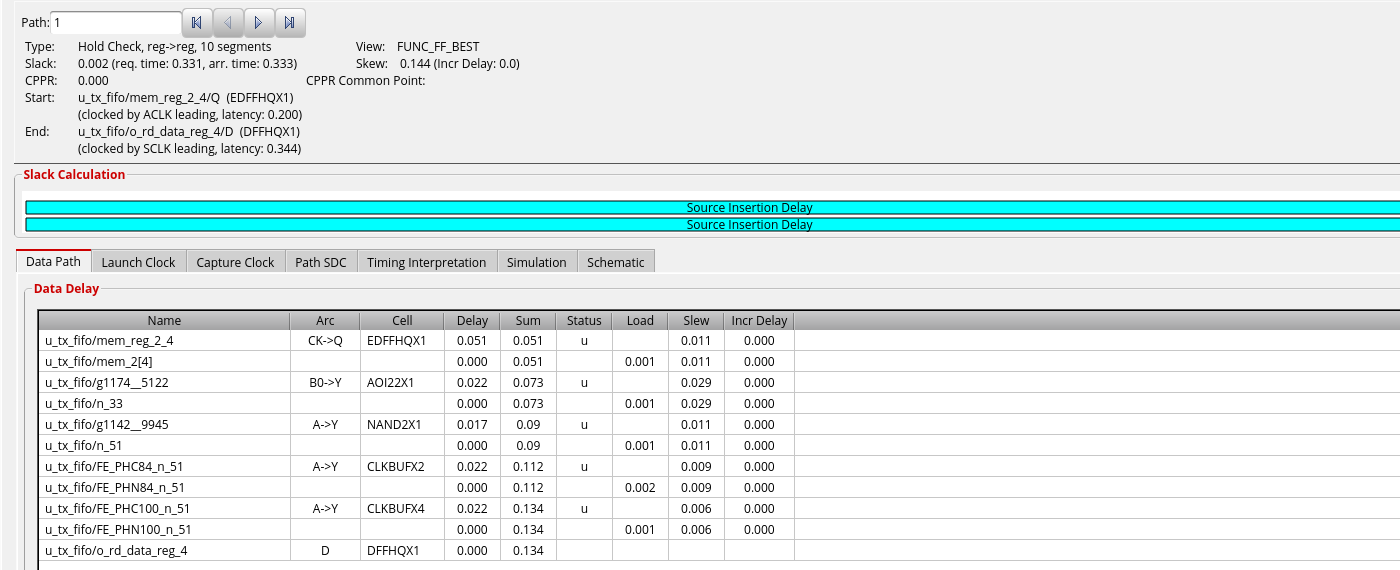 Path: 1
Type: Hold Check, reg->reg, 10 segments View: FUNC_FF_BEST
Slack: 0.002 (req. time: 0.331, arr. time: 0.333) Skew: 0.144 (Incr Delay: 0.0)
CPPR: 0.000 CPPR Common Point:
Start: u_tx_fifo/mem_reg_2_4/Q (EDFFHQX1)
(clocked by ACLK leading, latency: 0.200)
End: u_tx_fifo/o_rd_data_reg_4/D (DFFHQX1)
(clocked by SCLK leading, latency: 0.344)
Slack Calculation
Source Insertion Delay
Source Insertion Delay
Data Path Launch Clock Capture Clock Path SDC Timing Interpretation Simulation Schematic
Data Delay
Name Arc Cell Delay Sum Status Load Slew Incr Delay
u_tx_fifo/mem_reg_2_4 CK->Q EDFFHQX1 0.051 0.051 u 0.011 0.000
u_tx_fifo/mem_2[4] 0.000 0.051 0.001 0.011 0.000
u_tx_fifo/g1174__5122 B0->Y AOI22X1 0.022 0.073 u 0.029 0.000
u_tx_fifo/n_33 0.000 0.073 0.001 0.029 0.000
u_tx_fifo/g1142__9945 A->Y NAND2X1 0.017 0.09 u 0.011 0.000
u_tx_fifo/n_51 0.000 0.09 0.001 0.011 0.000
u_tx_fifo/FE_PHC84_n_51 A->Y CLKBUFX2 0.022 0.112 u 0.009 0.000
u_tx_fifo/FE_PHN84_n_51 0.000 0.112 0.002 0.009 0.000
u_tx_fifo/FE_PHC100_n_51 A->Y CLKBUFX4 0.022 0.134 u 0.006 0.000
u_tx_fifo/FE_PHN100_n_51 0.000 0.134 0.001 0.006 0.000
u_tx_fifo/o_rd_data_reg_4 D DFFHQX1 0.000 0.134